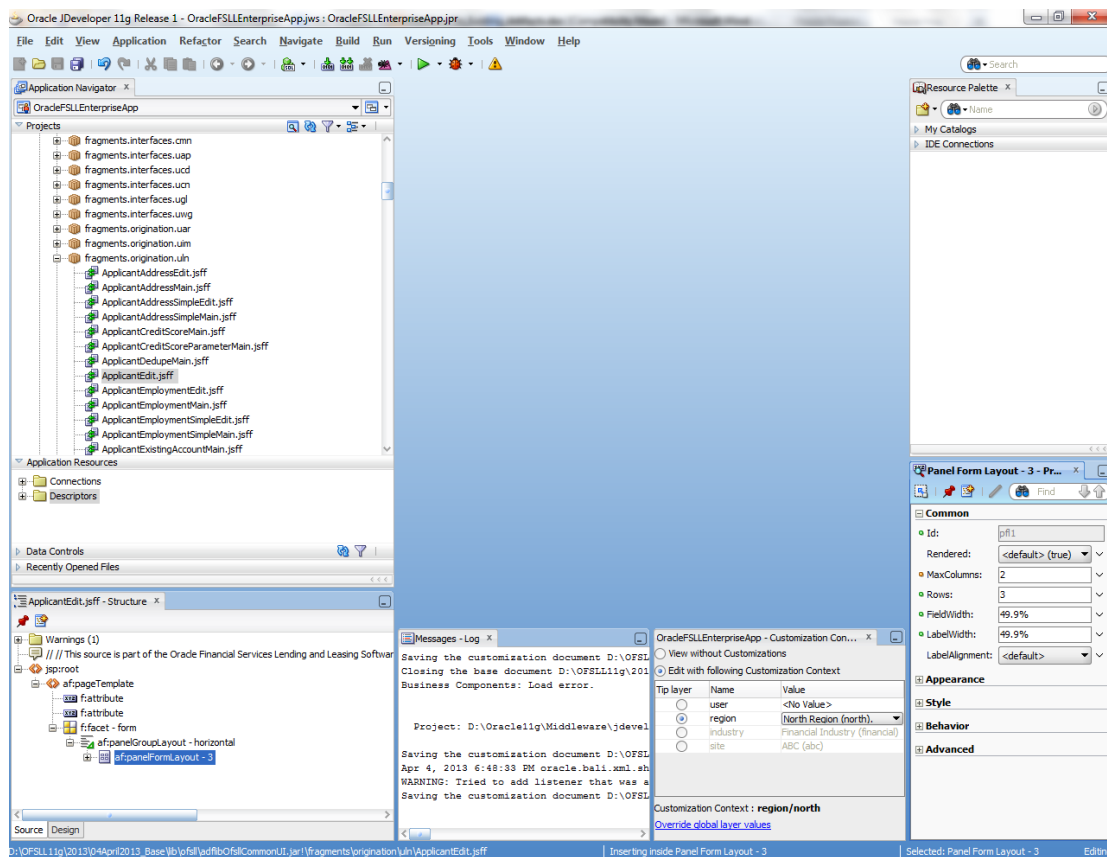 Oracle JDeveloper 11g Release 1 - OracleFSLLEnterpriseApp.jws : OracleFSLLEnterpriseApp.jpr
File Edit View Application Refactor Search Navigate Build Run Versioning Tools Window Help
Search
Application Navigator
OracleFSLLEnterpriseApp
Projects
fragments.interfaces.cmn
fragments.interfaces.uap
fragments.interfaces.ucd
fragments.interfaces.ucn
fragments.interfaces.ugl
fragments.interfaces.uwg
fragments.origination.uar
fragments.origination.uim
fragments.origination.uln
ApplicantAddressEdit.jsff
ApplicantAddressMain.jsff
ApplicantAddressSimpleEdit.jsff
ApplicantAddressSimpleMain.jsff
ApplicantCreditScoreMain.jsff
ApplicantCreditScoreParameterMain.jsff
ApplicantDedupeMain.jsff
ApplicantEdit.jsff
ApplicantEmploymentEdit.jsff
ApplicantEmploymentMain.jsff
ApplicantEmploymentSimpleEdit.jsff
ApplicantEmploymentSimpleMain.jsff
ApplicantExistingAccountMain.jsff
Application Resources
Connections
Descriptors
Data Controls
Recently Opened Files
ApplicantEdit.jsff - Structure
Warnings (1)
// //This source is part of the Oracle Financial Services Lending and Leasing Softwar
jsp:root
af:pageTemplate
f:attribute
f:attribute
f:facet - form
af:panelGroupLayout - horizontal
af:panelFormLayout - 3
Source Design
Messages - Log
Saving the customization document D:\OFSL
Closing the base document D:\OFSLL11g\201
Business Components: Load error.
Project: D:\Oracle11g\Middleware\jdevel
Saving the customization document D:\OFSL
Apr 4, 2013 6:48:33 PM oracle.bali.xml.sh
WARNING: Tried to add listener that was a
Saving the customization document D:\OFSL
OracleFSLLEnterpriseApp - Customization Con...
View without Customizations
Edit with following Customization Context
Tip layer Name Value
user <No Value>
region North Region (north).
industry Financial Industry (financial)
site ABC (abc)
Customization Context : region/north
Override global layer values
Resource Palette
Name
My Catalogs
IDE Connections
Panel Form Layout - 3 - Pr...
Find
Common
Id: pfl1
Rendered: <default> (true)
MaxColumns: 2
Rows: 3
FieldWidth: 49.9%
LabelWidth: 49.9%
LabelAlignment: <default>
Appearance
Style
Behavior
Advanced
D:\OFSLL11g\2013\04April2013_Base\lib\ofsll\adflibOfsllCommonUI.jar!\fragments\origination\uln\ApplicantEdit.jsff
Inserting inside Panel Form Layout - 3
Selected: Panel Form Layout - 3
Editin